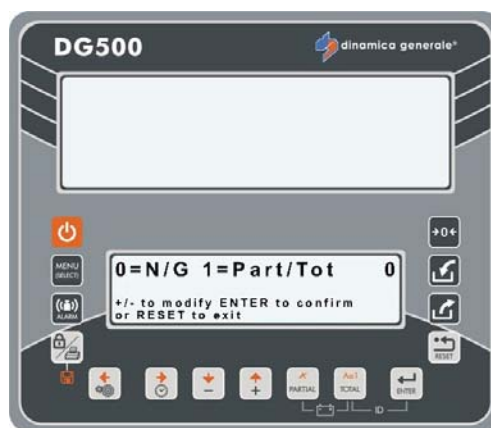 DG500
dinamica generale®
→0←
MENU
(SELECT)
0=N/G 1=Part/Tot 0
ALARM
+/- to modify ENTER to confirm
or RESET to exit
RESET
PARTIAL
TOTAL
ENTER
ID